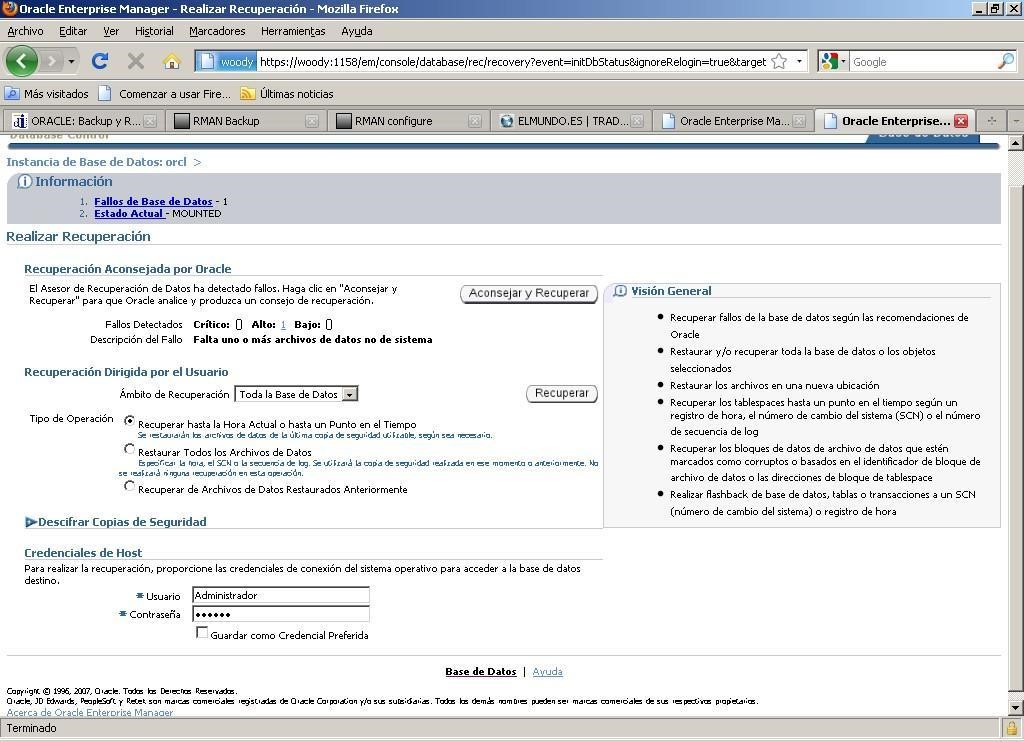 Oracle Enterprise Manager - Realizar Recuperación - Mozilla Firefox
Archivo Editar Ver Historial Marcadores Herramientas Ayuda
woody https://woody:1158/em/console/database/rec/recovery?event=initDbStatus&ignoreRelogin=true&target Google
Más visitados Comenzar a usar Fire... Últimas noticias
ORACLE: Backup y R... RMAN Backup RMAN configure ELMUNDO.ES | TRAD... Oracle Enterprise Ma... Oracle Enterprise...
Database Control Base de Datos
Instancia de Base de Datos: orcl >
Información
1. Fallos de Base de Datos - 1
2. Estado Actual - MOUNTED
Realizar Recuperación
Recuperación Aconsejada por Oracle
El Asesor de Recuperación de Datos ha detectado fallos. Haga clic en "Aconsejar y
Recuperar" para que Oracle analice y produzca un consejo de recuperación.
Aconsejar y Recuperar
Fallos Detectados Crítico: 0 Alto: 1 Bajo: 0
Descripción del Fallo Falta uno o más archivos de datos no de sistema
Recuperación Dirigida por el Usuario
Ámbito de Recuperación Toda la Base de Datos Recuperar
Tipo de Operación Recuperar hasta la Hora Actual o hasta un Punto en el Tiempo
Se restaurarán los archivos de datos de la última copia de seguridad utilizable, según sea necesario.
Restaurar Todos los Archivos de Datos
Especificar la hora, el SCN o la secuencia de log. Se utilizará la copia de seguridad realizada en ese momento o anteriormente. No
se realizará ninguna recuperación en esta operación.
Recuperar de Archivos de Datos Restaurados Anteriormente
Descifrar Copias de Seguridad
Visión General
Recuperar fallos de la base de datos según las recomendaciones de
Oracle
Restaurar y/o recuperar toda la base de datos o los objetos
seleccionados
Restaurar los archivos en una nueva ubicación
Recuperar los tablespaces hasta un punto en el tiempo según un
registro de hora, el número de cambio del sistema (SCN) o el número
de secuencia de log
Recuperar los bloques de datos de archivo de datos que estén
marcados como corruptos o basados en el identificador de bloque de
archivo de datos o las direcciones de bloque de tablespace
Realizar flashback de base de datos, tablas o transacciones a un SCN
(número de cambio del sistema) o registro de hora
Credenciales de Host
Para realizar la recuperación, proporcione las credenciales de conexión del sistema operativo para acceder a la base de datos
destino.
* Usuario Administrador
* Contraseña ••••••
Guardar como Credencial Preferida
Base de Datos | Ayuda
Copyright © 1996, 2007, Oracle. Todos los Derechos Reservados.
Oracle, JD Edwards, PeopleSoft y Retek son marcas comerciales registradas de Oracle Corporation y/o sus subsidiarias. Todos los demás nombres pueden ser marcas comerciales de sus respectivos propietarios.
Acerca de Oracle Enterprise Manager
Terminado